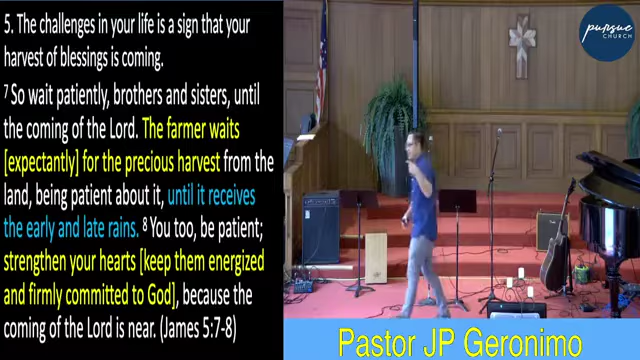 5. The challenges in your life is a sign that your
harvest of blessings is coming.
7 So wait patiently, brothers and sisters, until
the coming of the Lord. The farmer waits
[expectantly] for the precious harvest from the
land, being patient about it, until it receives
the early and late rains. 8 You too, be patient;
strengthen your hearts [keep them energized
and firmly committed to God], because the
coming of the Lord is near. (James 5:7-8)
pursue
CHURCH
Pastor JP Geronimo